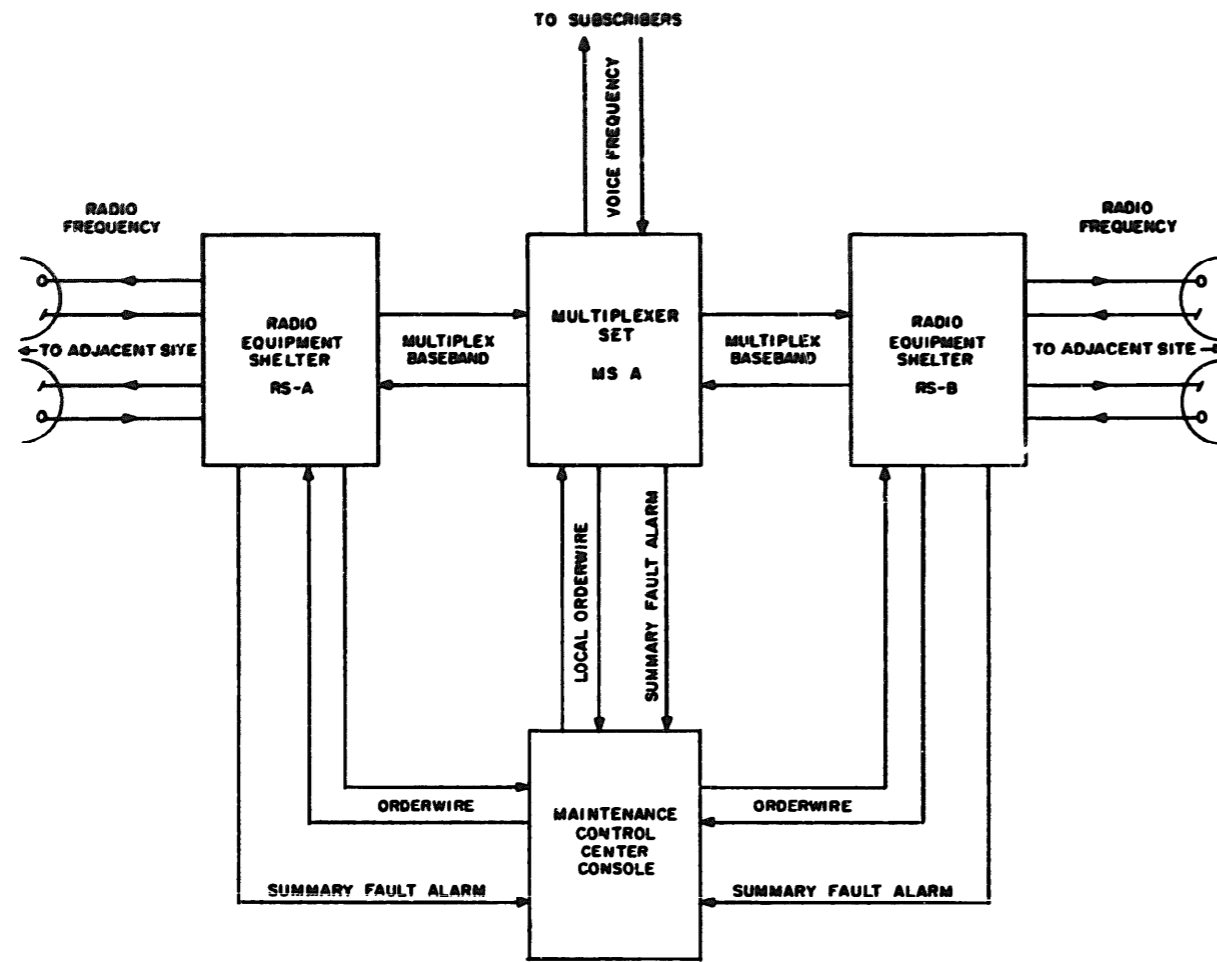 TO SUBSCRIBERS
VOICE FREQUENCY
RADIO
FREQUENCY
RADIO
FREQUENCY
RADIO
EQUIPMENT
SHELTER
RS-A
MULTIPLEX
BASEBAND
MULTIPLEXER
SET
MS A
MULTIPLEX
BASEBAND
RADIO
EQUIPMENT
SHELTER
RS-B
TO ADJACENT SITE
TO ADJACENT SITE
LOCAL ORDERWIRE
SUMMARY FAULT ALARM
ORDERWIRE
MAINTENANCE
CONTROL
CENTER
CONSOLE
ORDERWIRE
SUMMARY FAULT ALARM
SUMMARY FAULT ALARM